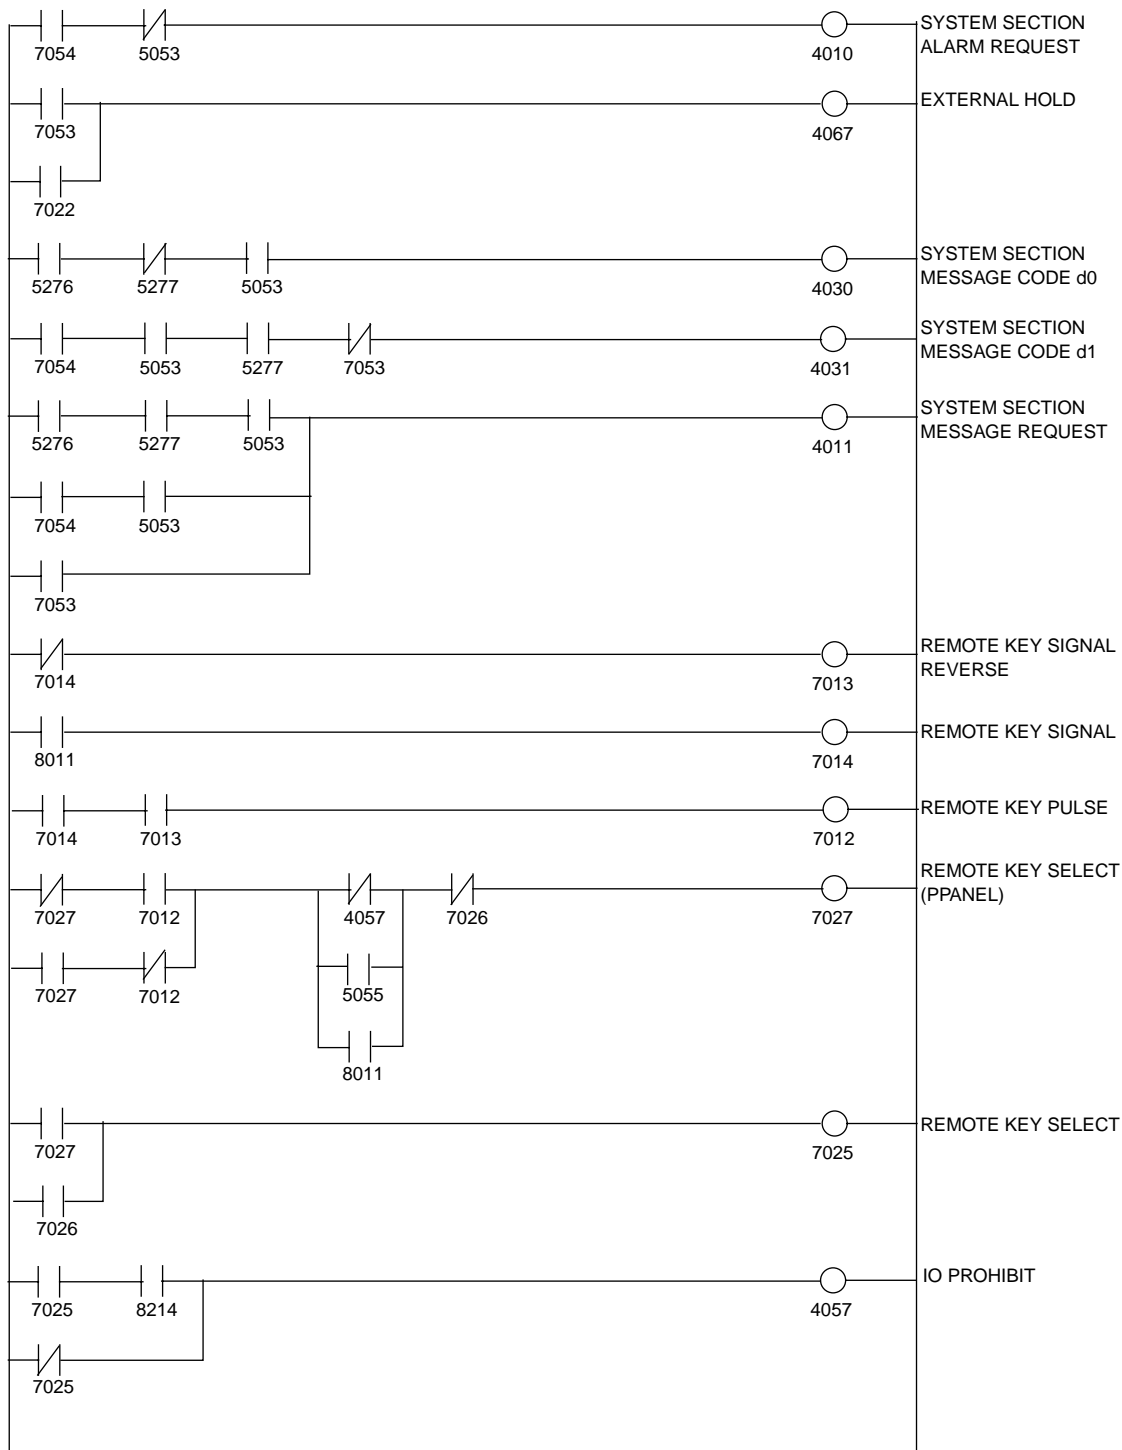 SYSTEM SECTION
ALARM REQUEST
7054 5053 4010
EXTERNAL HOLD
7053 4067
7022
SYSTEM SECTION
MESSAGE CODE d0
5276 5277 5053 4030
SYSTEM SECTION
MESSAGE CODE d1
7054 5053 5277 7053 4031
SYSTEM SECTION
MESSAGE REQUEST
5276 5277 5053 4011
7054 5053
7053
REMOTE KEY SIGNAL
REVERSE
7014 7013
REMOTE KEY SIGNAL
8011 7014
REMOTE KEY PULSE
7014 7013 7012
REMOTE KEY SELECT
(PPANEL)
7027 7012 4057 7026 7027
7027 7012 5055
8011
REMOTE KEY SELECT
7027 7025
7026
IO PROHIBIT
7025 8214 4057
7025